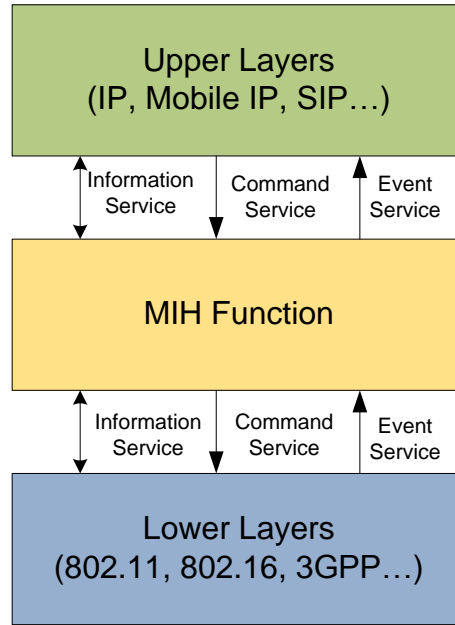 Upper Layers
(IP, Mobile IP, SIP…)
Information
Service
Command
Service
Event
Service
MIH Function
Information
Service
Command
Service
Event
Service
Lower Layers
(802.11, 802.16, 3GPP…)